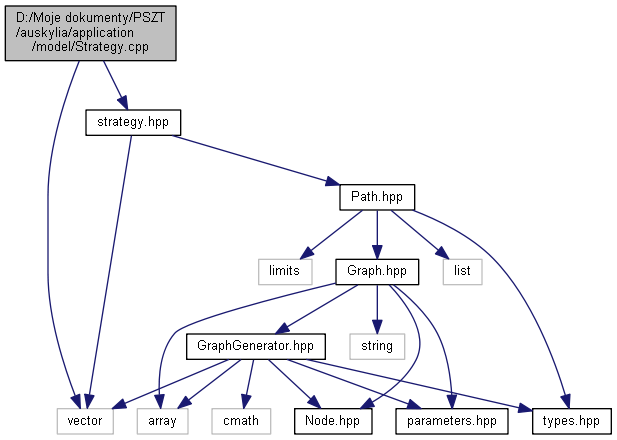 D:/Moje dokumenty/PSZT
/auskylia/application
/model/Strategy.cpp
strategy.hpp
Path.hpp
limits
Graph.hpp
list
GraphGenerator.hpp
string
vector
array
cmath
Node.hpp
parameters.hpp
types.hpp